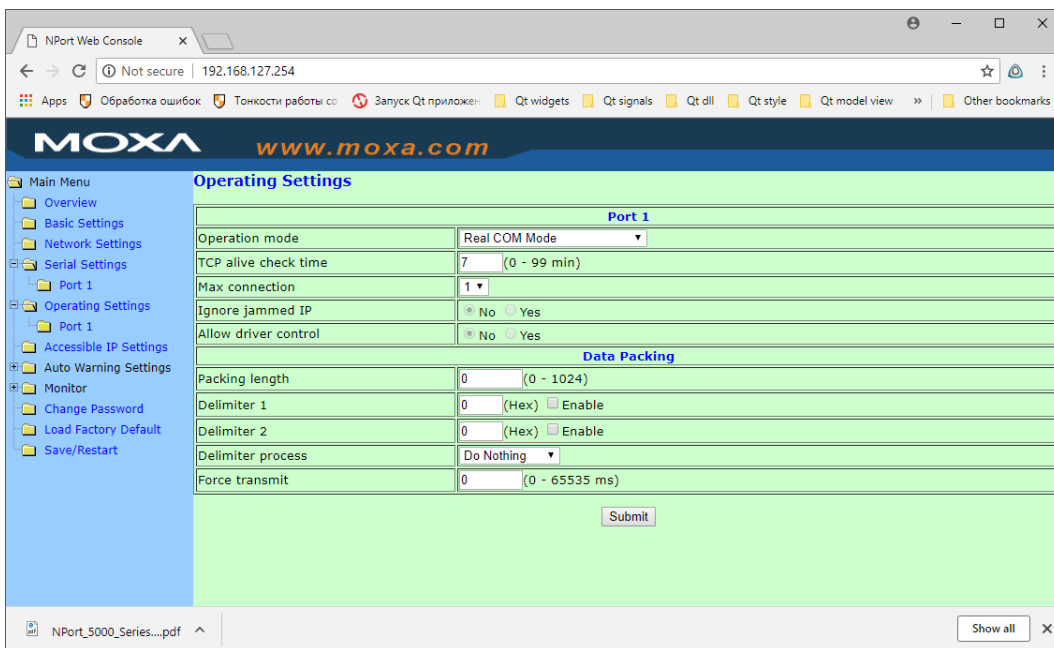 NPort Web Console
Not secure | 192.168.127.254
Apps Обработка ошибок Тонкости работы со Запуск Qt приложен Qt widgets Qt signals Qt dll Qt style Qt model view » Other bookmarks
MOXA www.moxa.com
Main Menu
Overview
Basic Settings
Network Settings
Serial Settings
Port 1
Operating Settings
Port 1
Accessible IP Settings
Auto Warning Settings
Monitor
Change Password
Load Factory Default
Save/Restart
Operating Settings
Port 1
Operation mode Real COM Mode
TCP alive check time 7 (0 - 99 min)
Max connection 1
Ignore jammed IP No Yes
Allow driver control No Yes
Data Packing
Packing length 0 (0 - 1024)
Delimiter 1 0 (Hex) Enable
Delimiter 2 0 (Hex) Enable
Delimiter process Do Nothing
Force transmit 0 (0 - 65535 ms)
Submit
NPort_5000_Series....pdf Show all